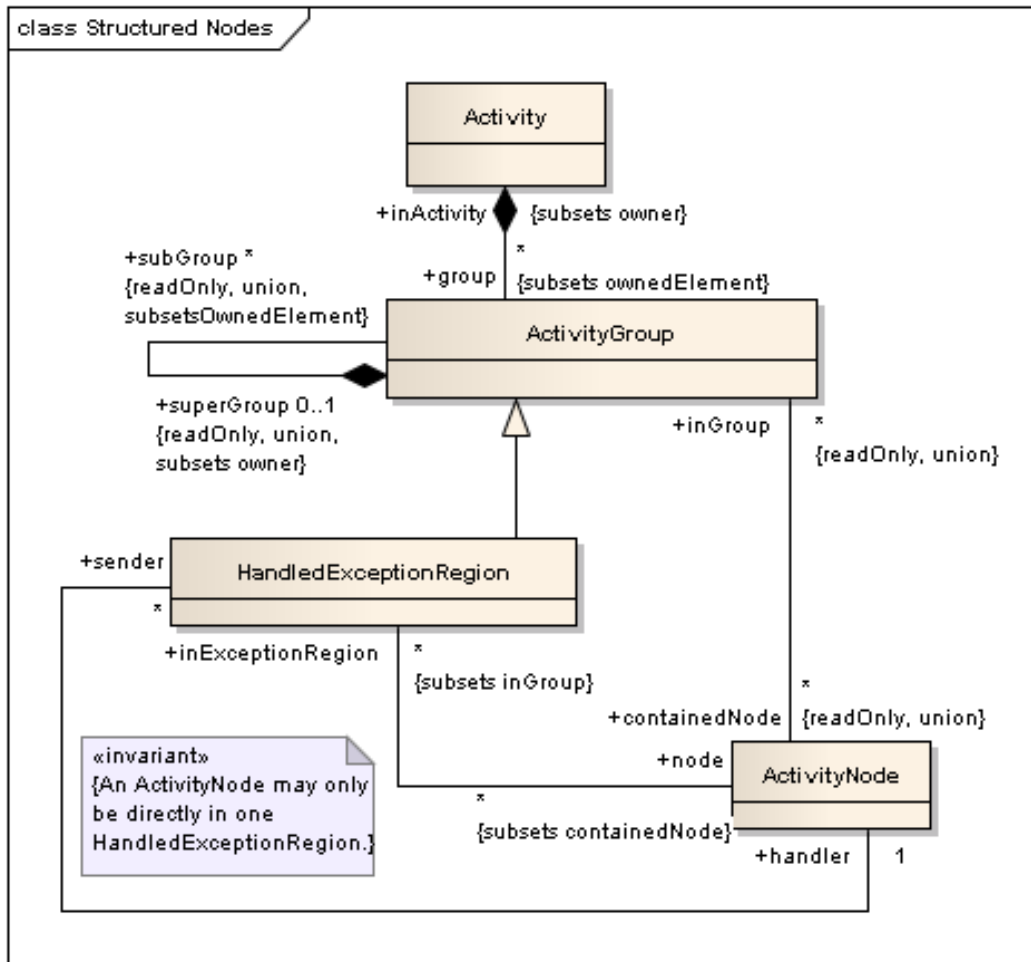 class Structured Nodes
Activity
+inActivity
{subsets owner}
*
+group
{subsets ownedElement}
+subGroup *
{readOnly, union,
subsetsOwnedElement}
ActivityGroup
+superGroup 0..1
{readOnly, union,
subsets owner}
+inGroup
*
{readOnly, union}
+sender
*
HandledExceptionRegion
+inExceptionRegion
*
{subsets inGroup}
*
+containedNode
{readOnly, union}
«invariant»
{An ActivityNode may only
be directly in one
HandledExceptionRegion.}
+node
*
{subsets containedNode}
ActivityNode
+handler
1